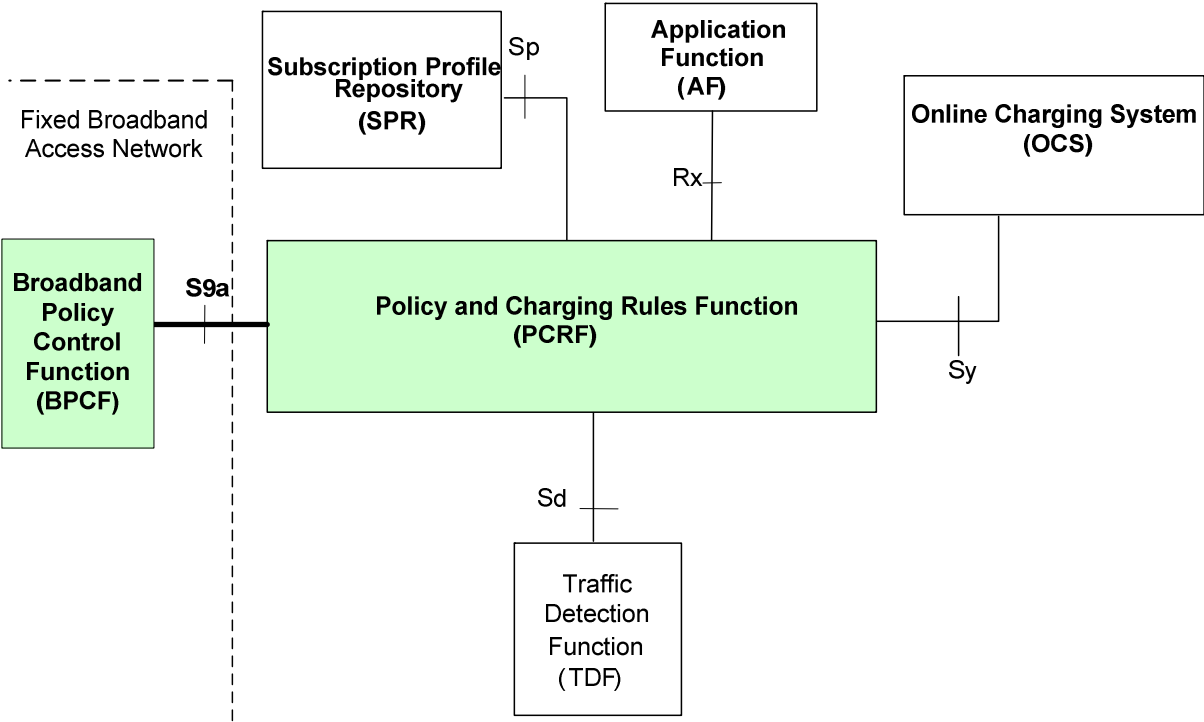 Sp
Subscription Profile
Repository
(SPR)
Application
Function
(AF)
Online Charging System
(OCS)
Fixed Broadband
Access Network
Rx
Broadband
Policy
Control
Function
(BPCF)
S9a
Policy and Charging Rules Function
(PCRF)
Sy
Sd
Traffic
Detection
Function
(TDF)